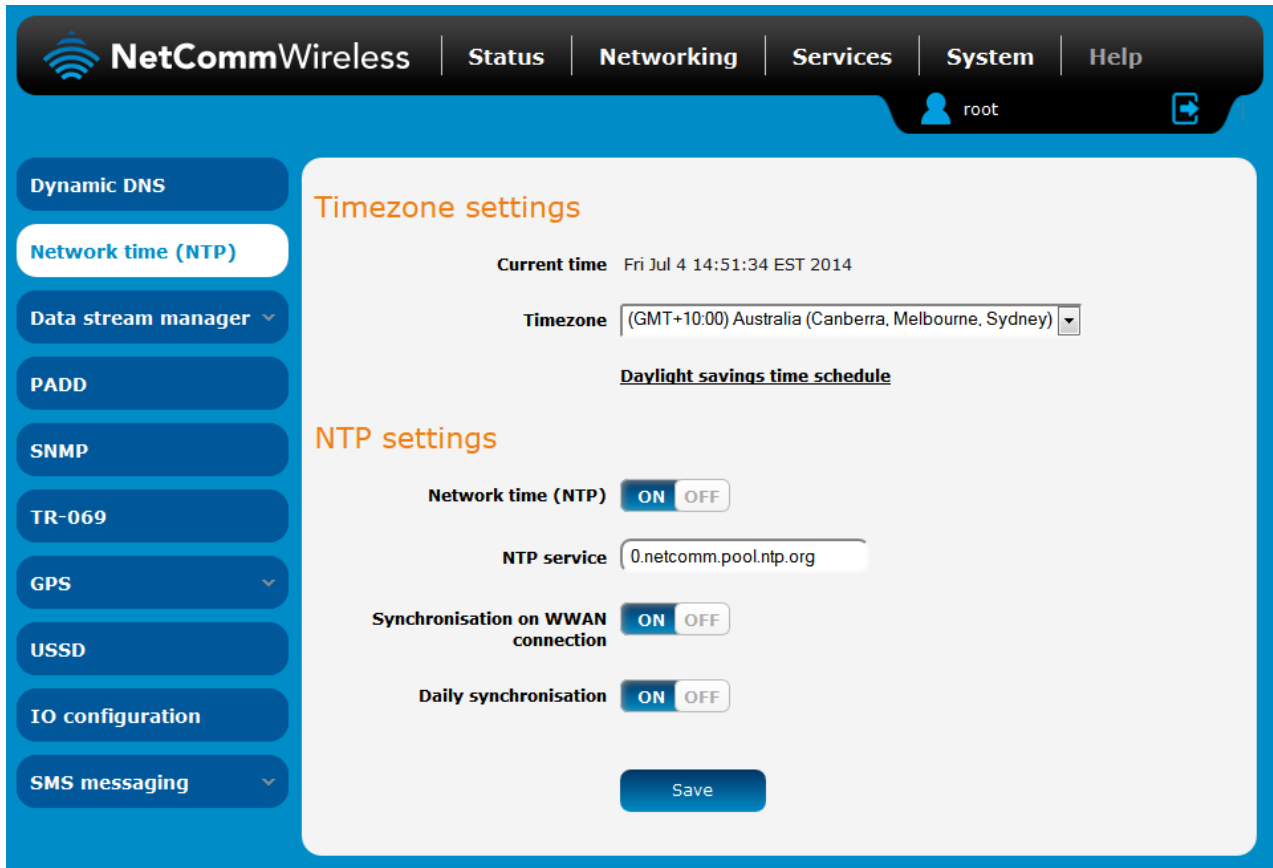 NetCommWireless Status Networking Services System Help
root
Dynamic DNS
Network time (NTP)
Data stream manager
PADD
SNMP
TR-069
GPS
USSD
IO configuration
SMS messaging
Timezone settings
Current time Fri Jul 4 14:51:34 EST 2014
Timezone (GMT+10:00) Australia (Canberra, Melbourne, Sydney)
Daylight savings time schedule
NTP settings
Network time (NTP) ON OFF
NTP service 0.netcomm.pool.ntp.org
Synchronisation on WWAN
connection ON OFF
Daily synchronisation ON OFF
Save